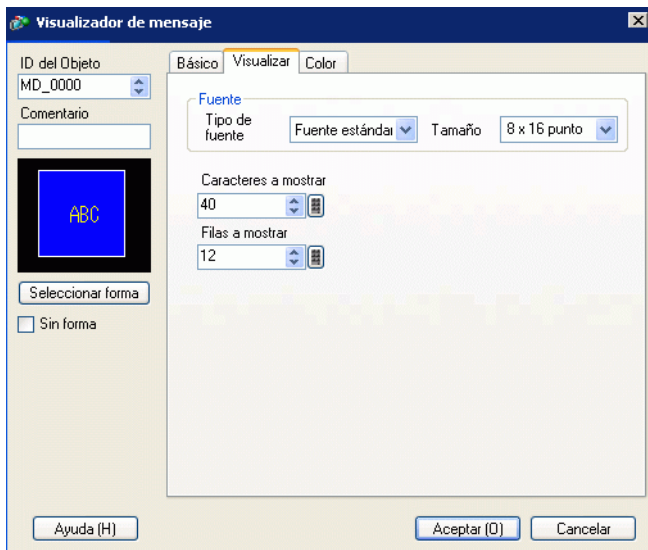 Visualizador de mensaje
ID del Objeto
MD_0000
Comentario
ABC
Seleccionar forma
Sin forma
Básico Visualizar Color
Fuente
Tipo de fuente Fuente estándar Tamaño 8 x 16 punto
Caracteres a mostrar
40
Filas a mostrar
12
Ayuda (H) Aceptar (O) Cancelar